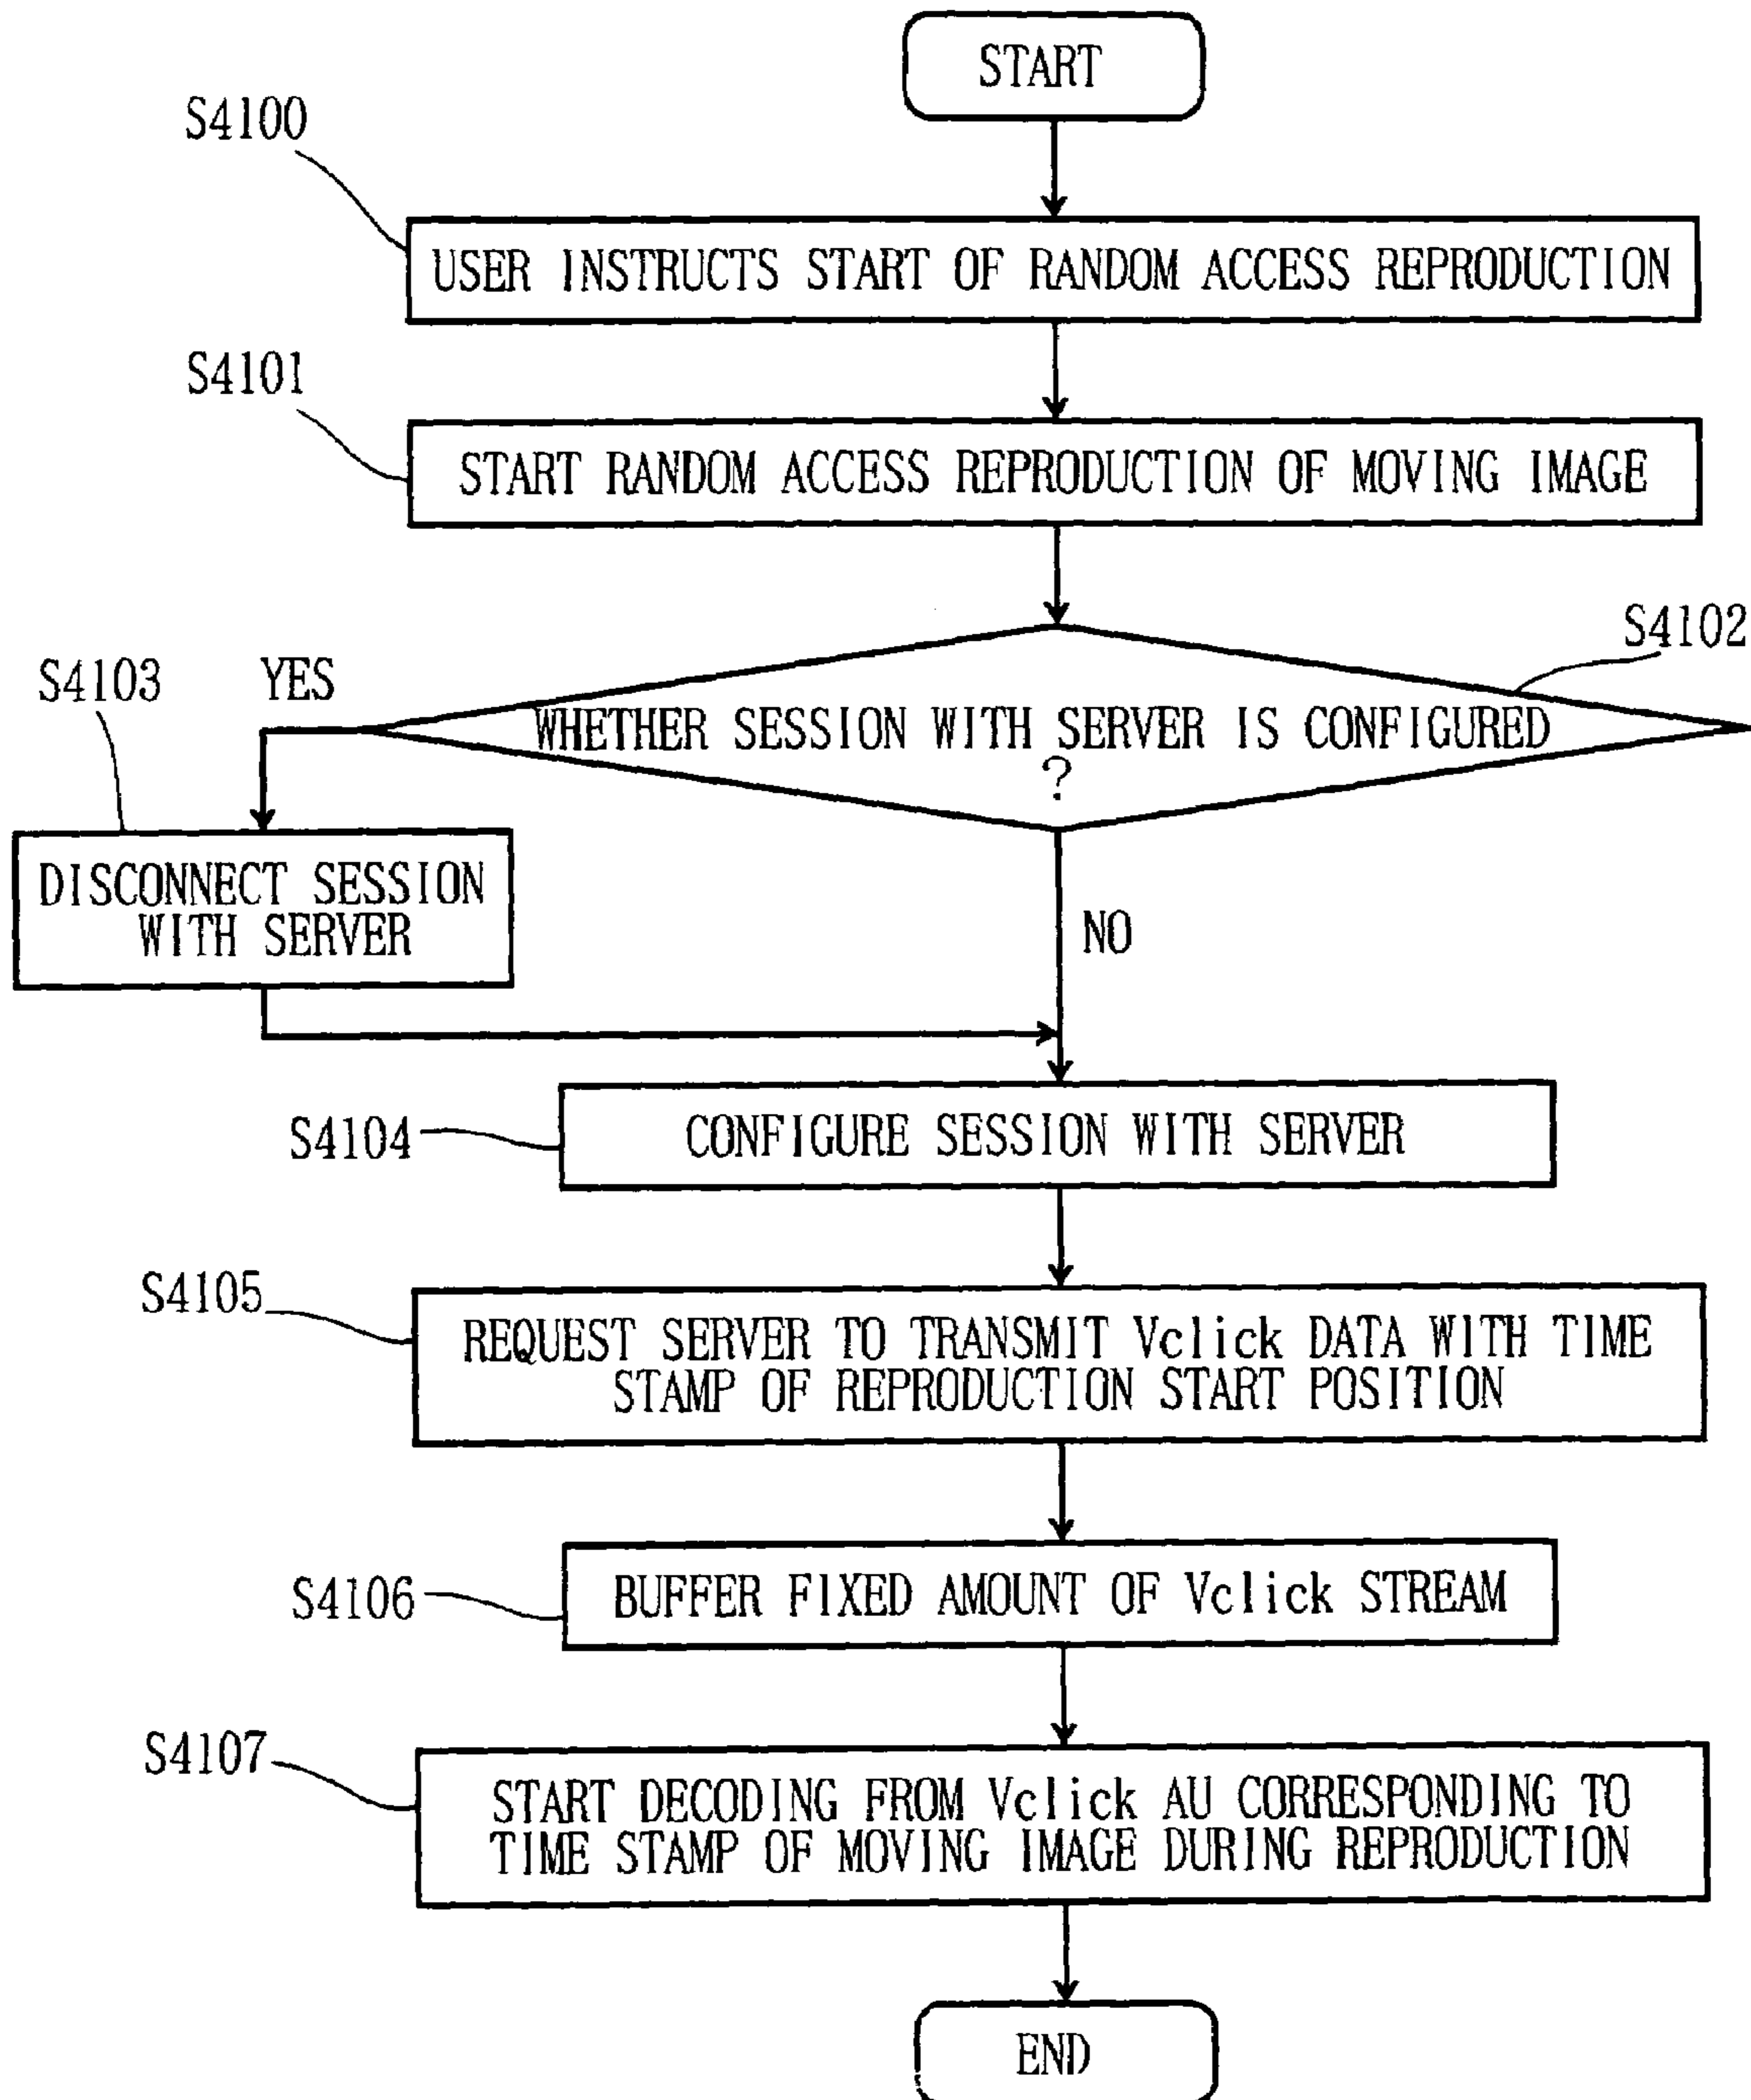 START
S4100
USER INSTRUCTS START OF RANDOM ACCESS REPRODUCTION
S4101
START RANDOM ACCESS REPRODUCTION OF MOVING IMAGE
S4102
WHETHER SESSION WITH SERVER IS CONFIGURED
?
S4103
YES
DISCONNECT SESSION
WITH SERVER
NO
S4104
CONFIGURE SESSION WITH SERVER
S4105
REQUEST SERVER TO TRANSMIT Vclick DATA WITH TIME
STAMP OF REPRODUCTION START POSITION
S4106
BUFFER FIXED AMOUNT OF Vclick STREAM
S4107
START DECODING FROM Vclick AU CORRESPONDING TO
TIME STAMP OF MOVING IMAGE DURING REPRODUCTION
END